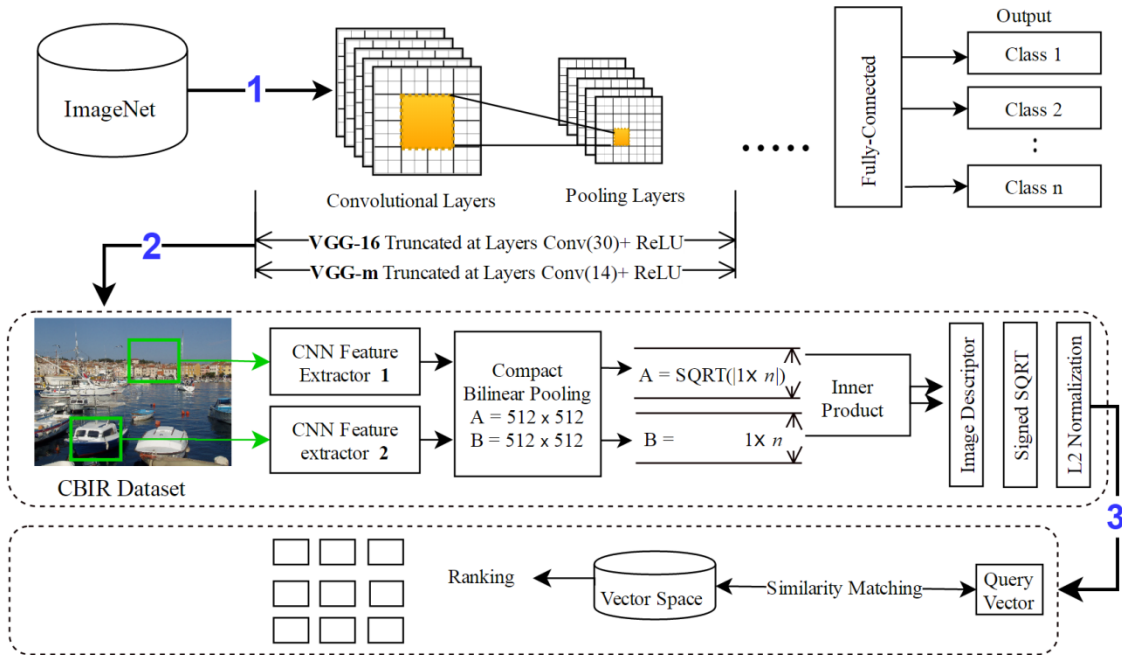 ImageNet
1
Convolutional Layers
Pooling Layers
Fully-Connected
Output
Class 1
Class 2
Class n
VGG-16 Truncated at Layers Conv(30)+ ReLU
VGG-m Truncated at Layers Conv(14)+ ReLU
2
CBIR Dataset
CNN Feature
Extractor 1
CNN Feature
extractor 2
Compact
Bilinear Pooling
A = 512 x 512
B = 512 x 512
A = SQRT(|1× n|)
B = 1× n
Inner
Product
Image Descriptor
Signed SQRT
L2 Normalization
3
Ranking
Vector Space
Similarity Matching
Query
Vector